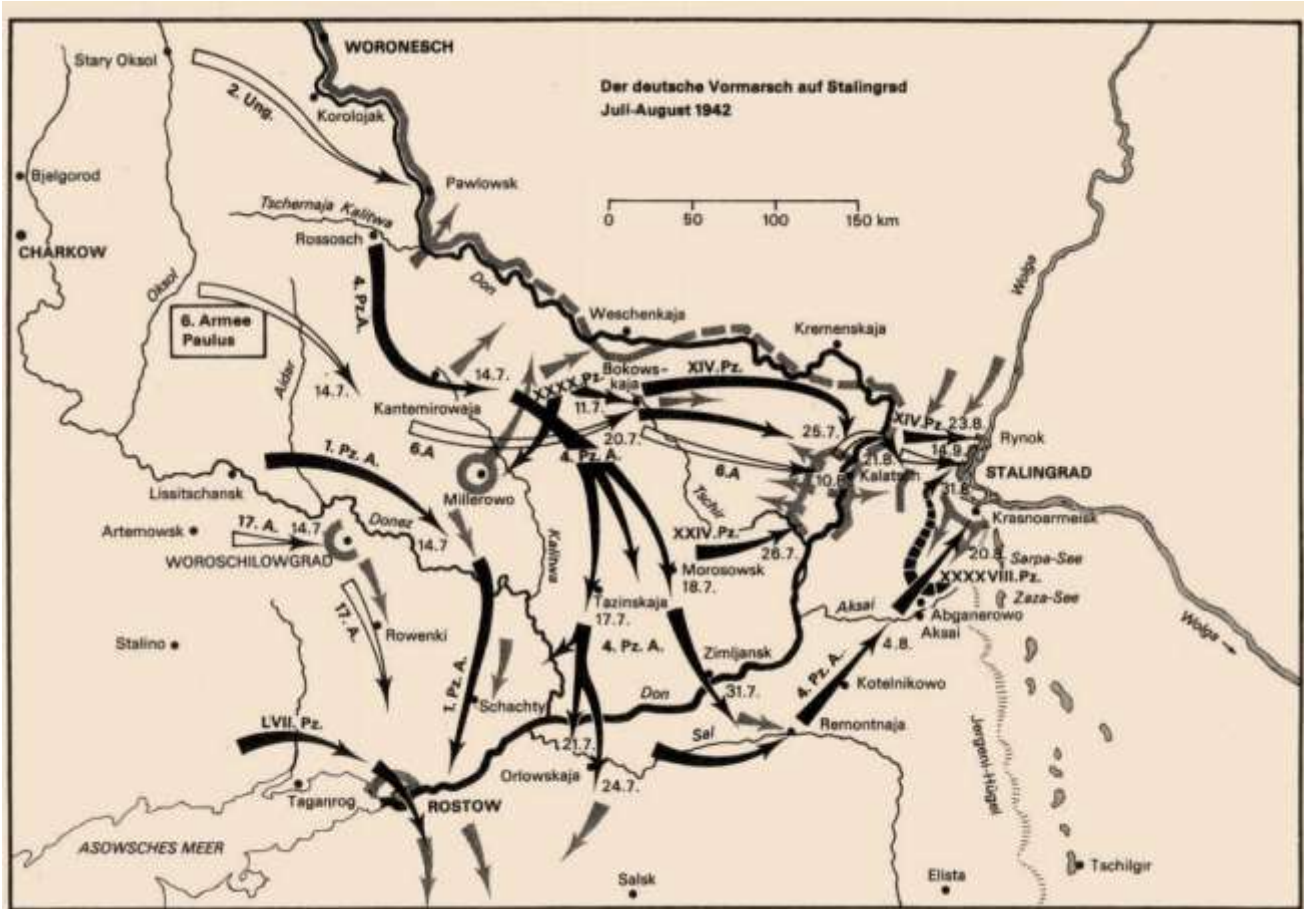 WORONESCH
Stary Oksol
Der deutsche Vormarsch auf Stalingrad
Juli-August 1942
2. Ung.
Korolojak
Bjelgorod
Pawlowsk
0 50 100 150 km
Tschernaja Kalitwa
Rossosch
CHARKOW
Oksol
Don
Wolga
4. Pz.A.
6. Armee
Paulus
Weschenkaja
Kremenskaja
Aidar
14.7.
14.7.
XXXX.Pz.
Bokows-
kaja
XIV.Pz.
Kantemirowaja
11.7.
20.7.
25.7.
XIV.Pz.
23.8.
Rynok
6.A
4. Pz. A.
6.A
14.9.
1. Pz. A.
21.8.
STALINGRAD
Kalatsch
31.8.
Lissitschansk
Millerowo
Tschir
Krasnoarmeisk
Artemowsk
17. A.
14.7
Donez
14.7
XXIV.Pz.
26.7.
20.8.
Sarpa-See
WOROSCHILOWGRAD
Kalitwa
Morosowsk
18.7.
XXXXVIII.Pz.
Zaza-See
Tazinskaja
17.7.
Aksai
Abganerowo
Aksai
17. A.
Rowenki
Stalino
4. Pz. A.
Zimljansk
4.8.
Wolga
1. Pz. A.
Don
31.7.
4. Pz. A.
Kotelnikowo
Schachty
LVII. Pz.
21.7.
Sal
Remontnaja
Orlowskaja
24.7.
Jergeni-Hügel
Taganrog
ROSTOW
ASOWSCHES MEER
Salsk
Elista
Tschilgir